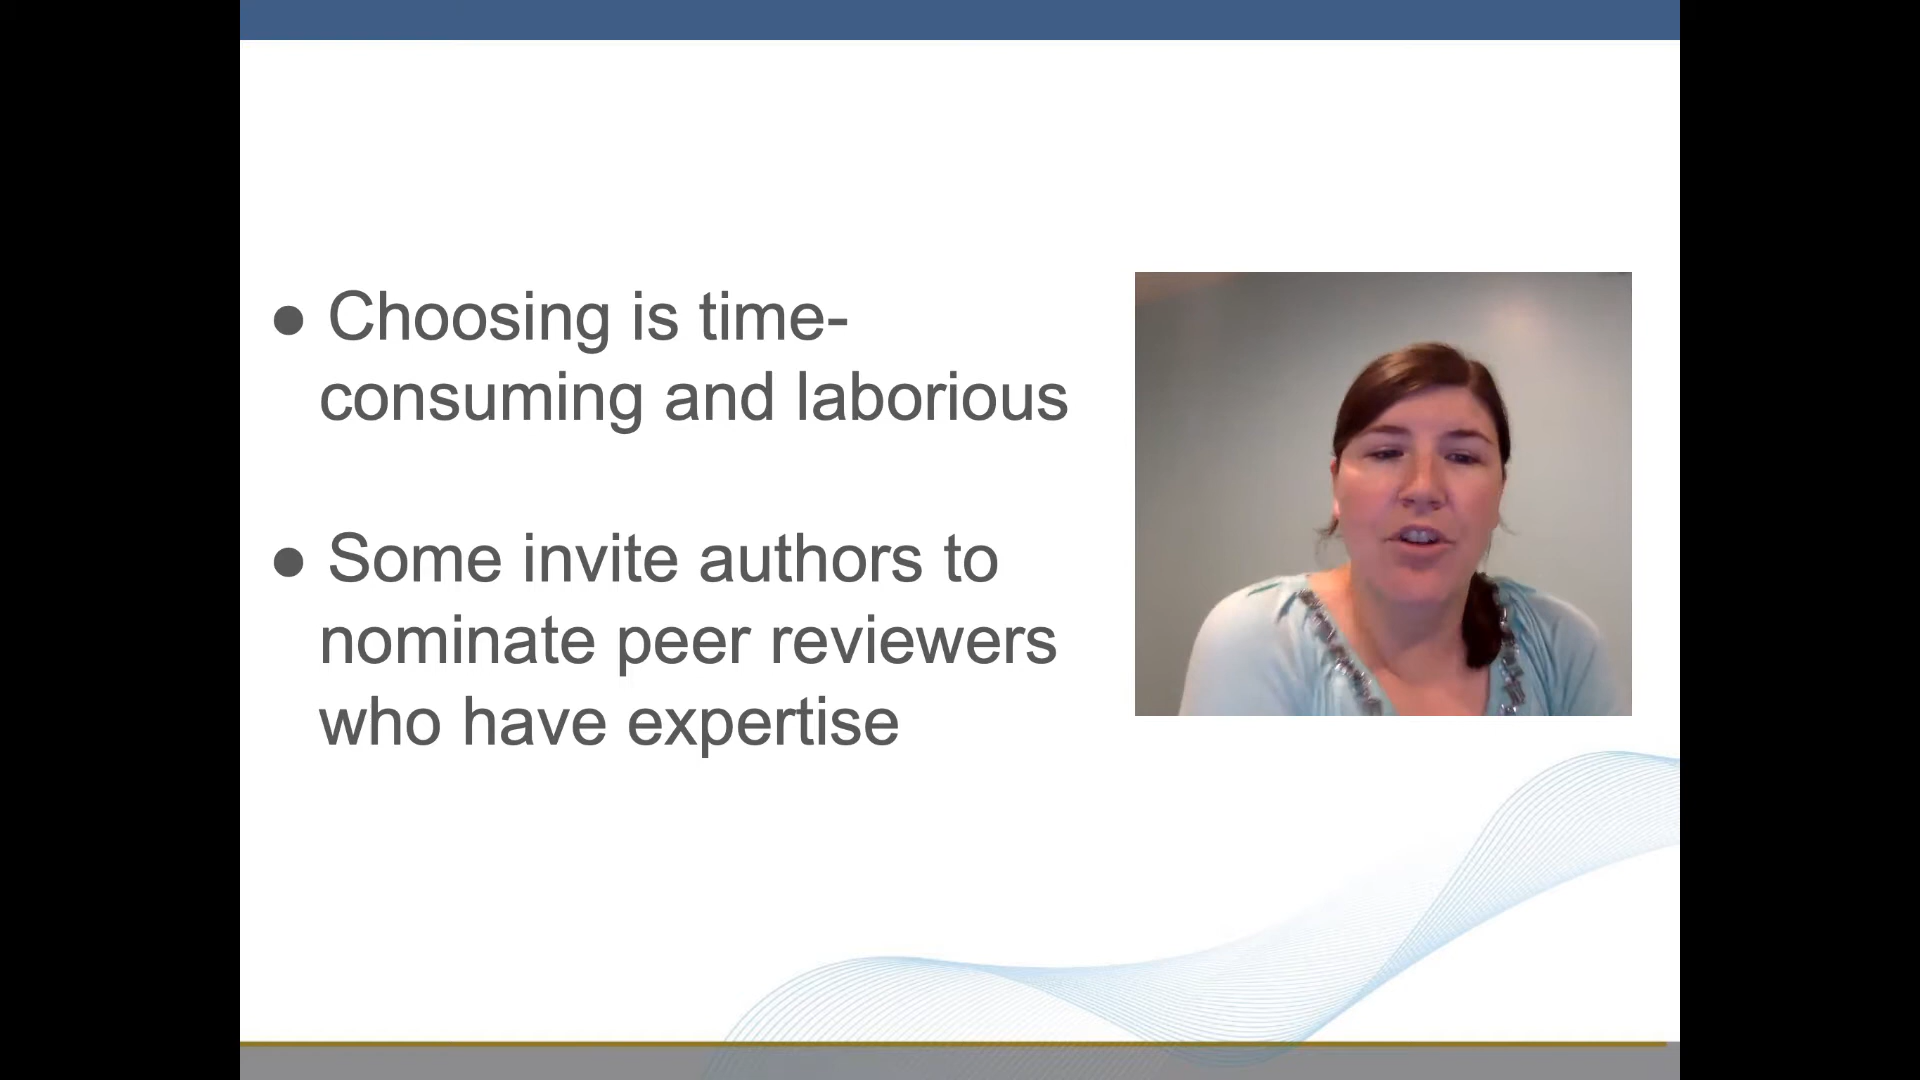 ● Choosing is time-
consuming and laborious
● Some invite authors to
nominate peer reviewers
who have expertise